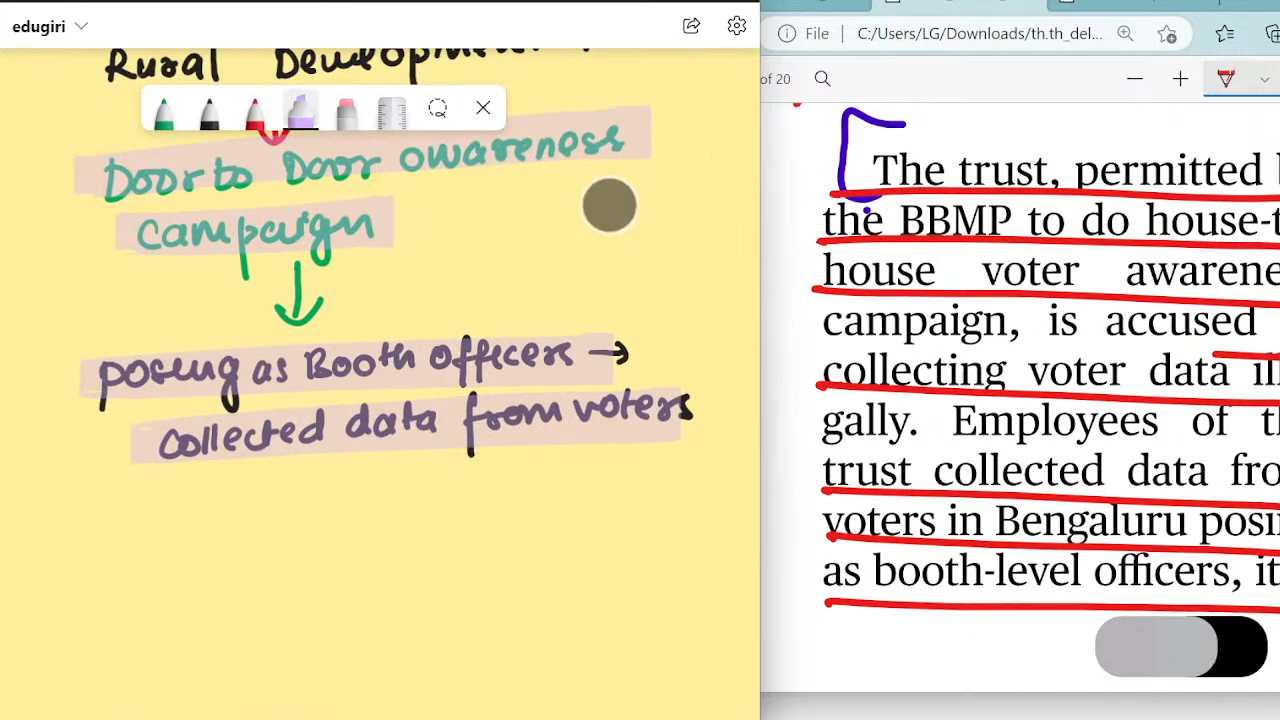 edugiri
Rural Development
Door to Door awareness
campaign
posing as Booth officers →
collected data from voters
File
C:/Users/LG/Downloads/th.th_del...
of 20
The trust, permitted
the BBMP to do house-t
house voter awarene
campaign, is accused
collecting voter data il
gally. Employees of t
trust collected data fro
voters in Bengaluru posi
as booth-level officers, it